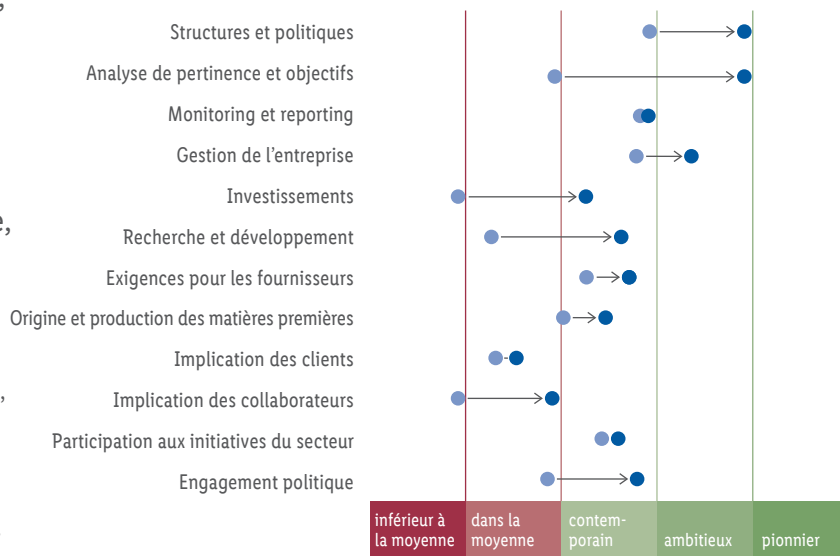 Structures et politiques
Analyse de pertinence et objectifs
Monitoring et reporting
Gestion de l’entreprise
Investissements
Recherche et développement
Exigences pour les fournisseurs
Origine et production des matières premières
Implication des clients
Implication des collaborateurs
Participation aux initiatives du secteur
Engagement politique
inférieur à
la moyenne
dans la
moyenne
contem-
porain
ambitieux
pionnier